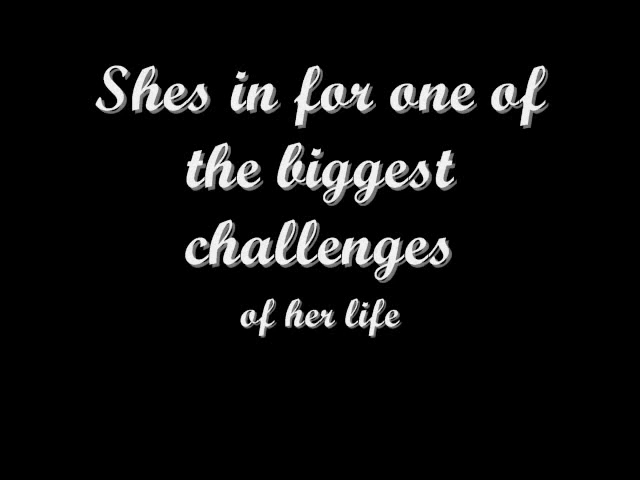 Shes in for one of
the biggest
challenges
of her life